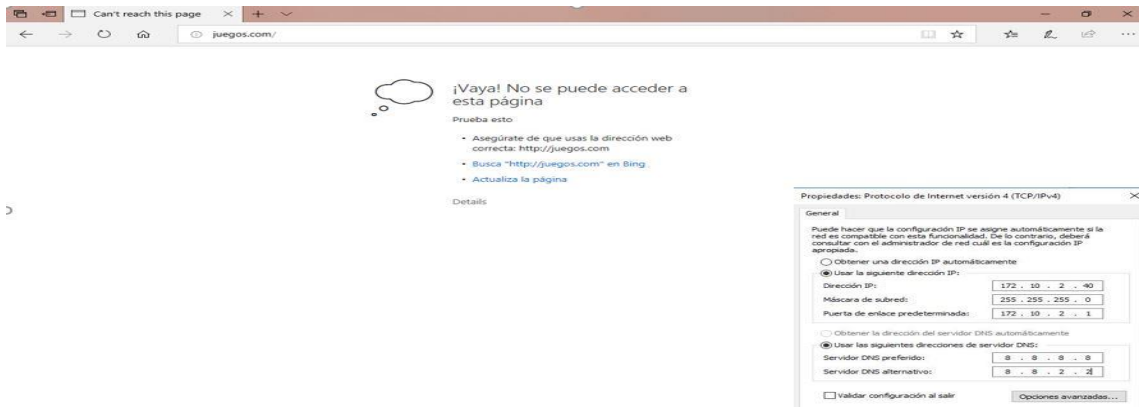 Can't reach this page
juegos.com/
¡Vaya! No se puede acceder a
esta página
Prueba esto
• Asegúrate de que usas la dirección web
correcta: http://juegos.com
• Busca "http://juegos.com" en Bing
• Actualiza la página
Details
Propiedades: Protocolo de Internet versión 4 (TCP/IPv4)
General
Puede hacer que la configuración IP se asigne automáticamente si la
red es compatible con esta funcionalidad. De lo contrario, deberá
consultar con el administrador de red cuál es la configuración IP
apropiada.
Obtener una dirección IP automáticamente
Usar la siguiente dirección IP:
Dirección IP: 172 . 10 . 2 . 40
Máscara de subred: 255 . 255 . 255 . 0
Puerta de enlace predeterminada: 172 . 10 . 2 . 1
Obtener la dirección del servidor DNS automáticamente
Usar las siguientes direcciones de servidor DNS:
Servidor DNS preferido: 8 . 8 . 8 . 8
Servidor DNS alternativo: 8 . 8 . 2 . 2
Validar configuración al salir Opciones avanzadas...